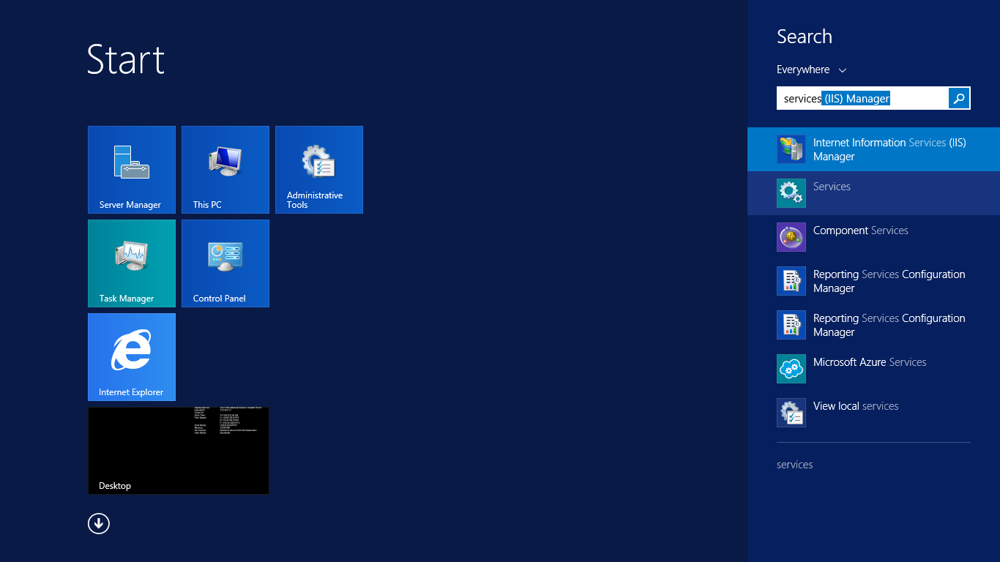 Start
Server Manager
This PC
Administrative
Tools
Task Manager
Control Panel
Internet Explorer
Desktop
Search
Everywhere
services (IIS) Manager
Internet Information Services (IIS)
Manager
Services
Component Services
Reporting Services Configuration
Manager
Reporting Services Configuration
Manager
Microsoft Azure Services
View local services
services